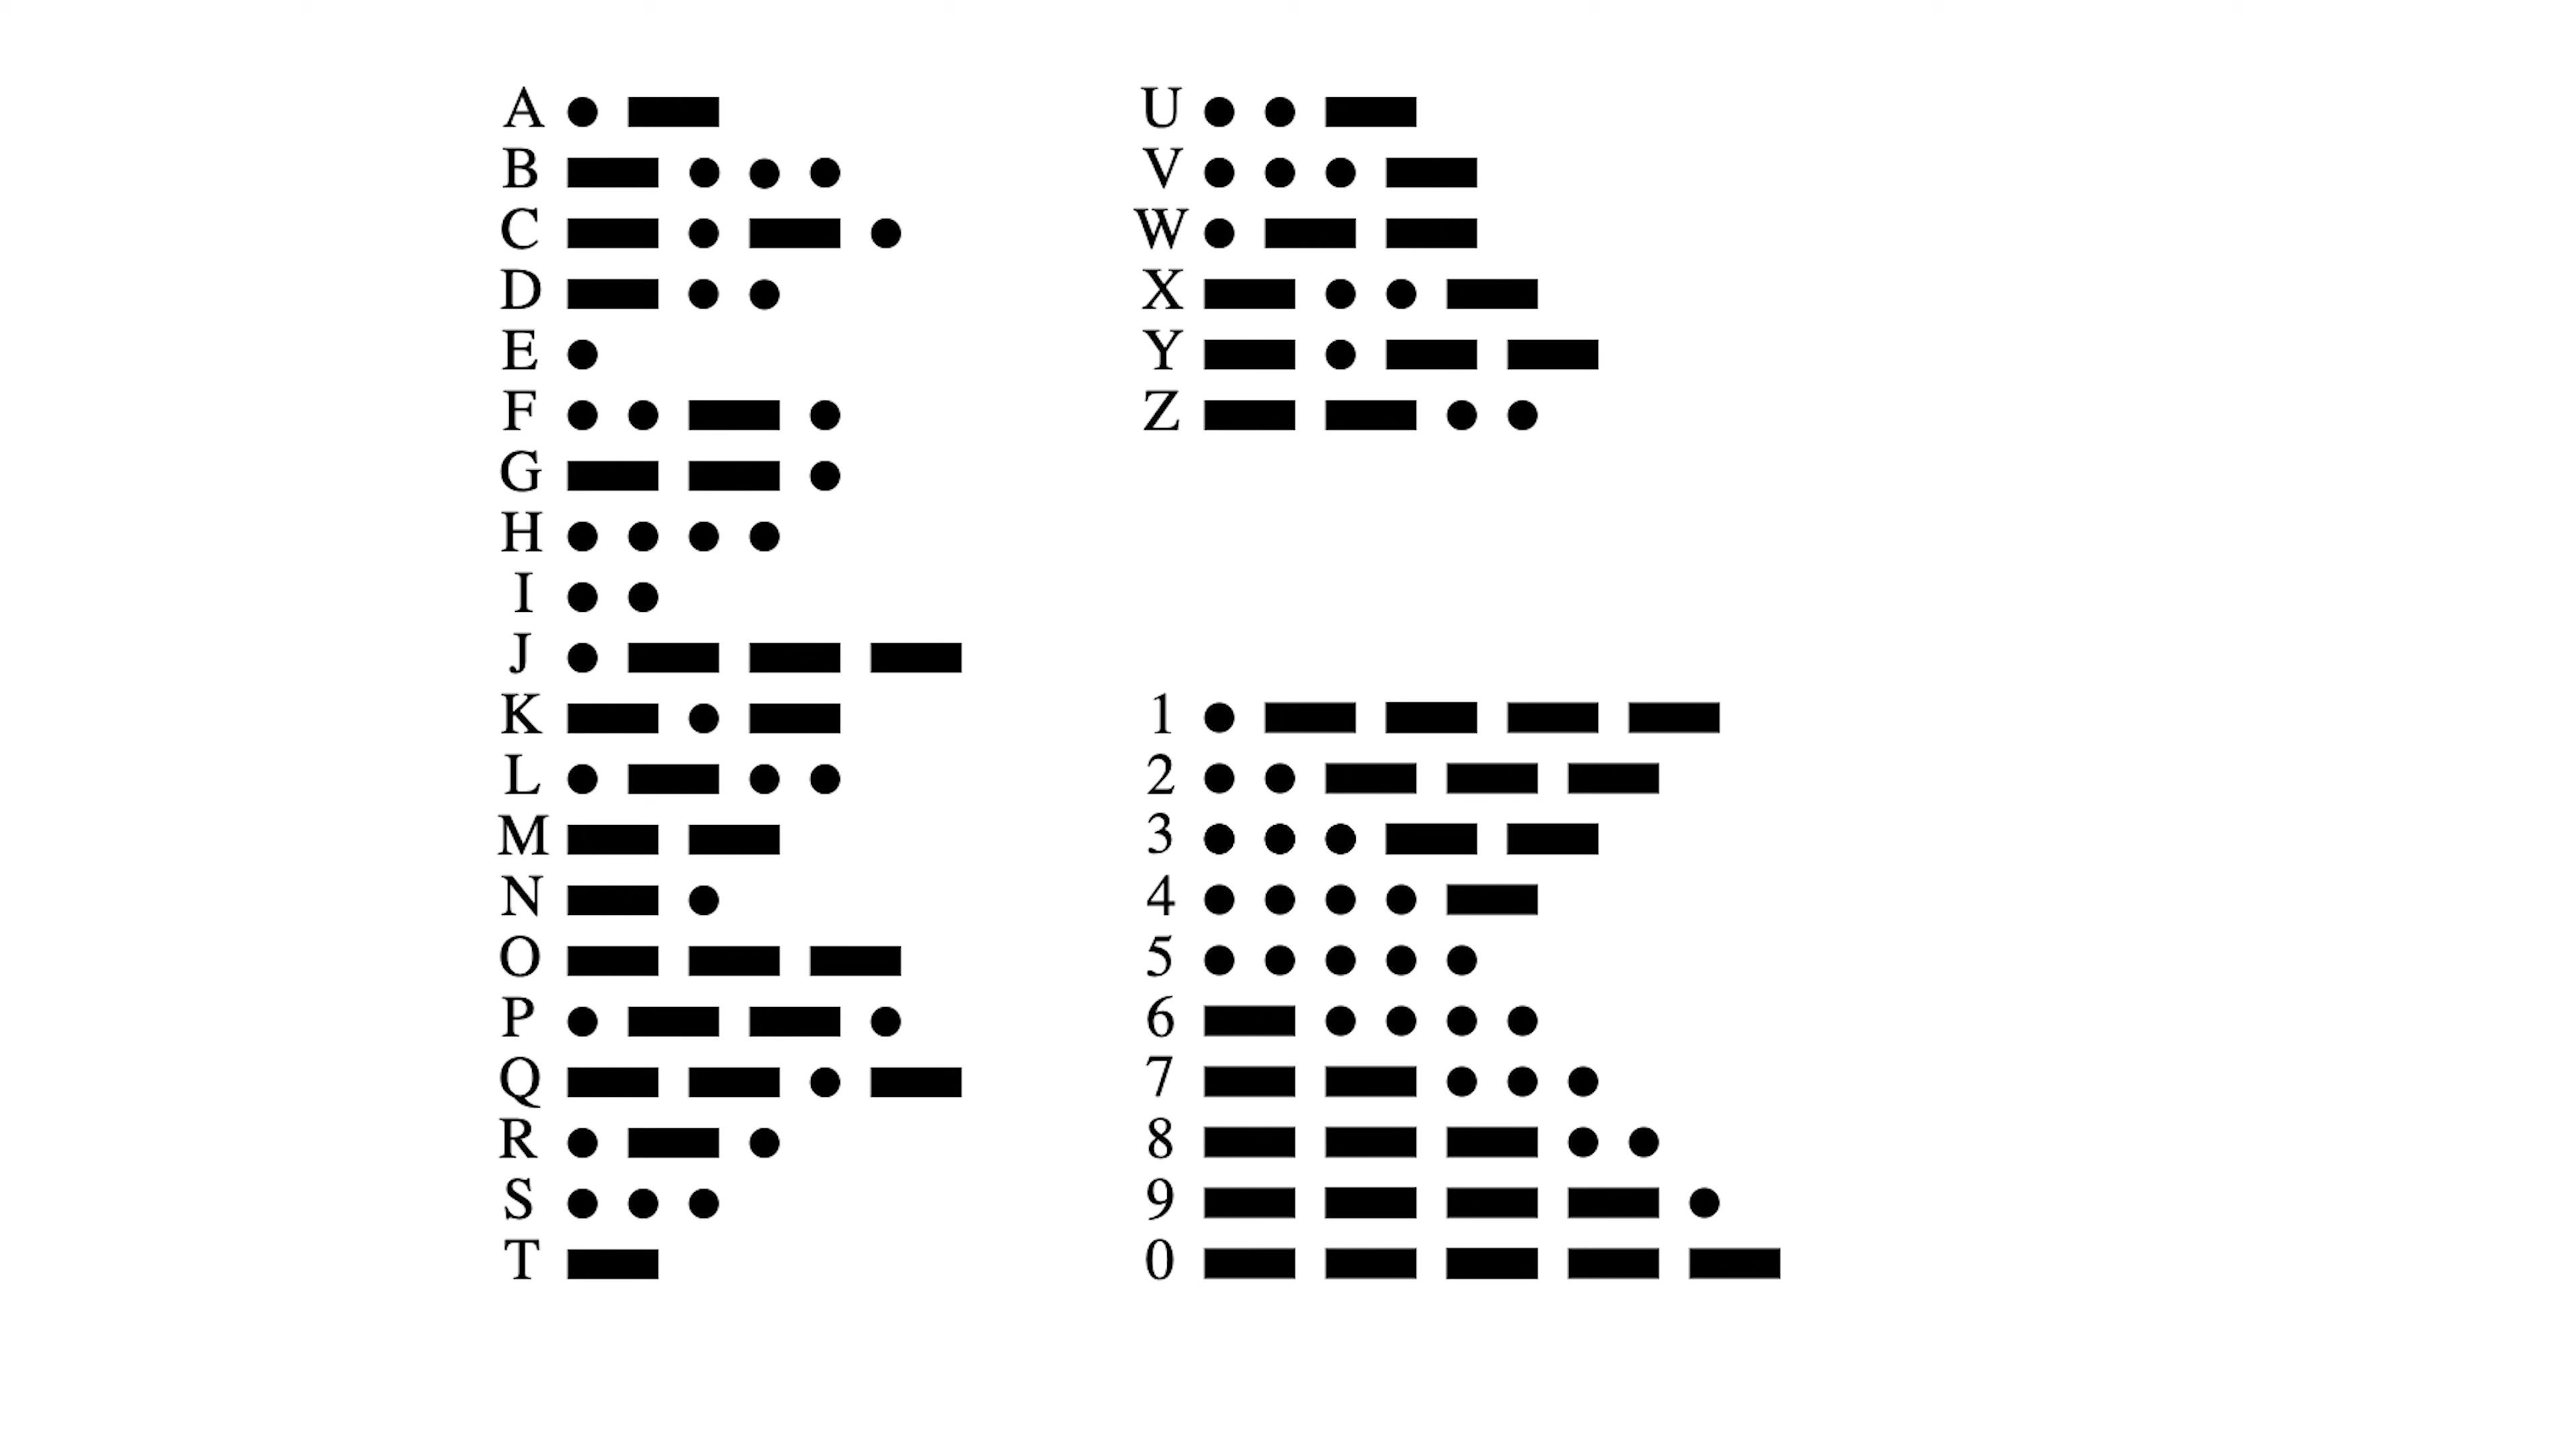 A • −
B − • • •
C − • − •
D − • •
E •
F • • − •
G − − •
H • • • •
I • •
J • − − −
K − • −
L • − • •
M − −
N − •
O − − −
P • − − •
Q − − • −
R • − •
S • • •
T −
U • • −
V • • • −
W • − −
X − • • −
Y − • − −
Z − − • •
1 • − − − −
2 • • − − −
3 • • • − −
4 • • • • −
5 • • • • •
6 − • • • •
7 − − • • •
8 − − − • •
9 − − − − •
0 − − − − −